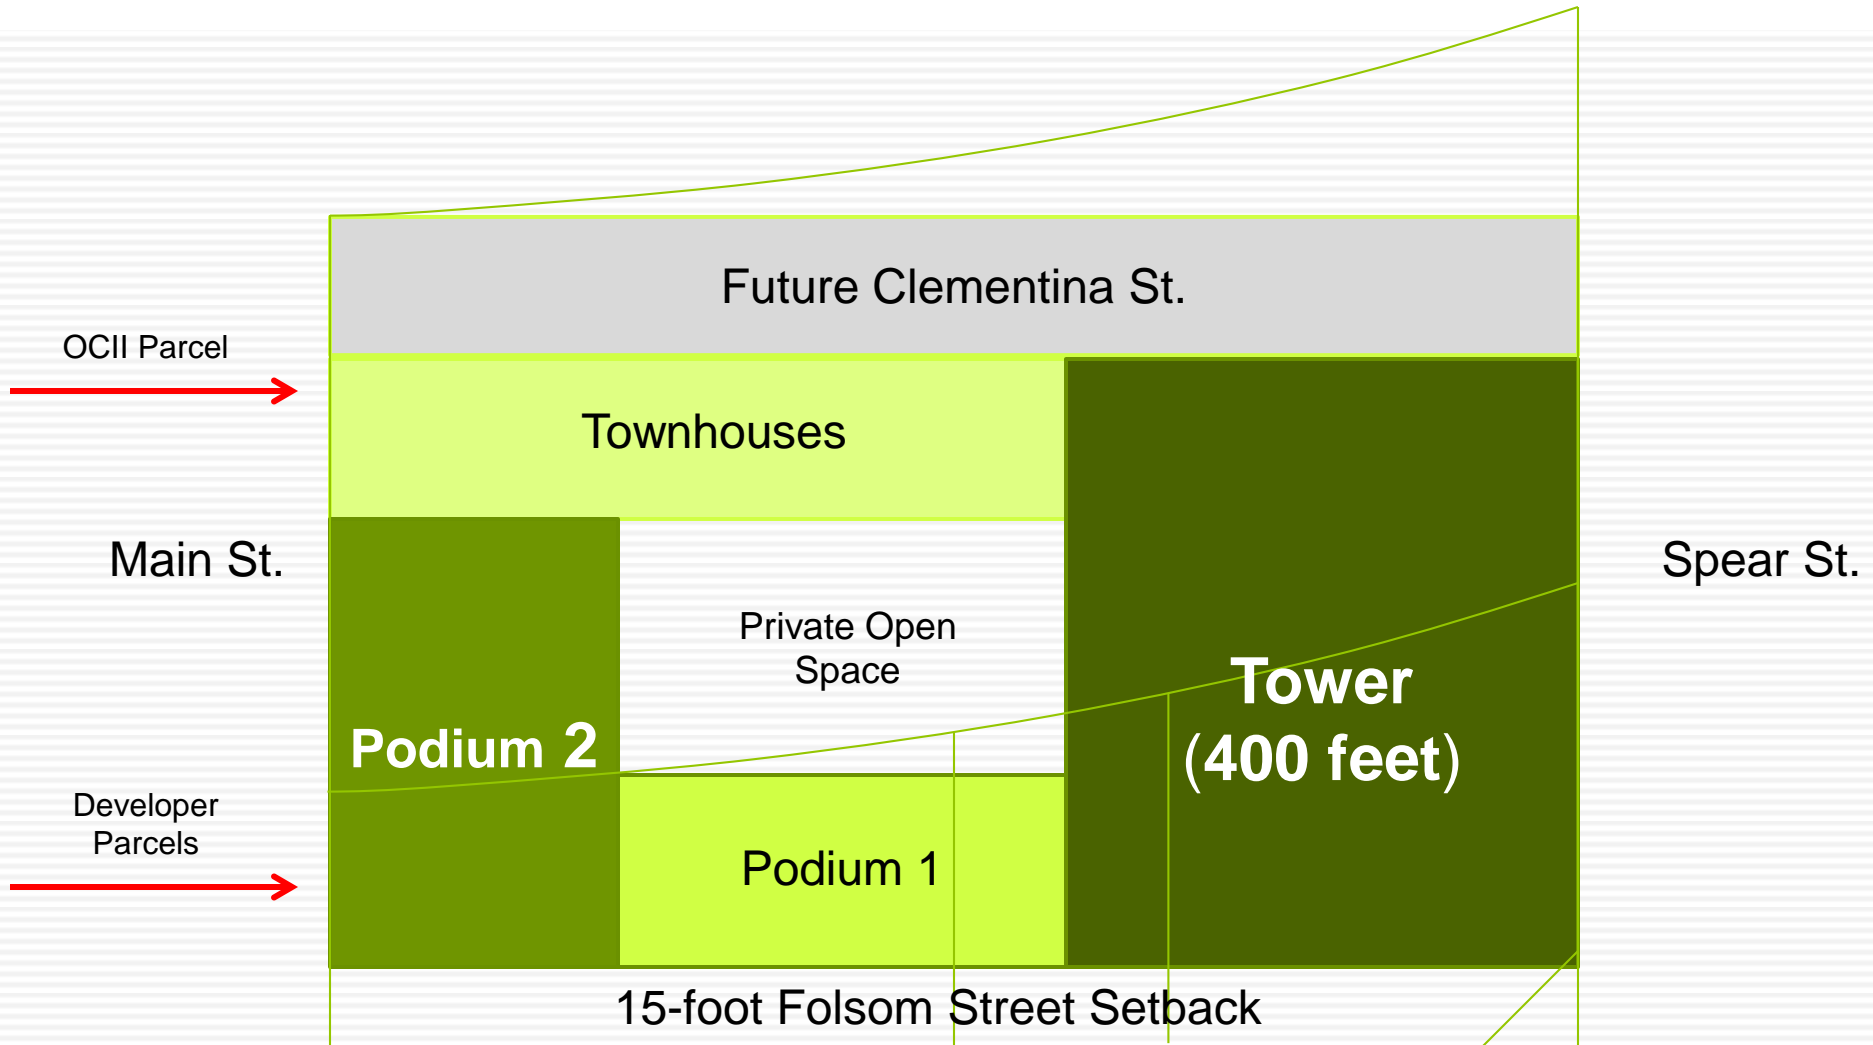 Future Clementina St.
OCII Parcel
Townhouses
Main St.
Spear St.
Private Open
Space
Tower
(400 feet)
Podium 2
Developer
Parcels
Podium 1
15-foot Folsom Street Setback